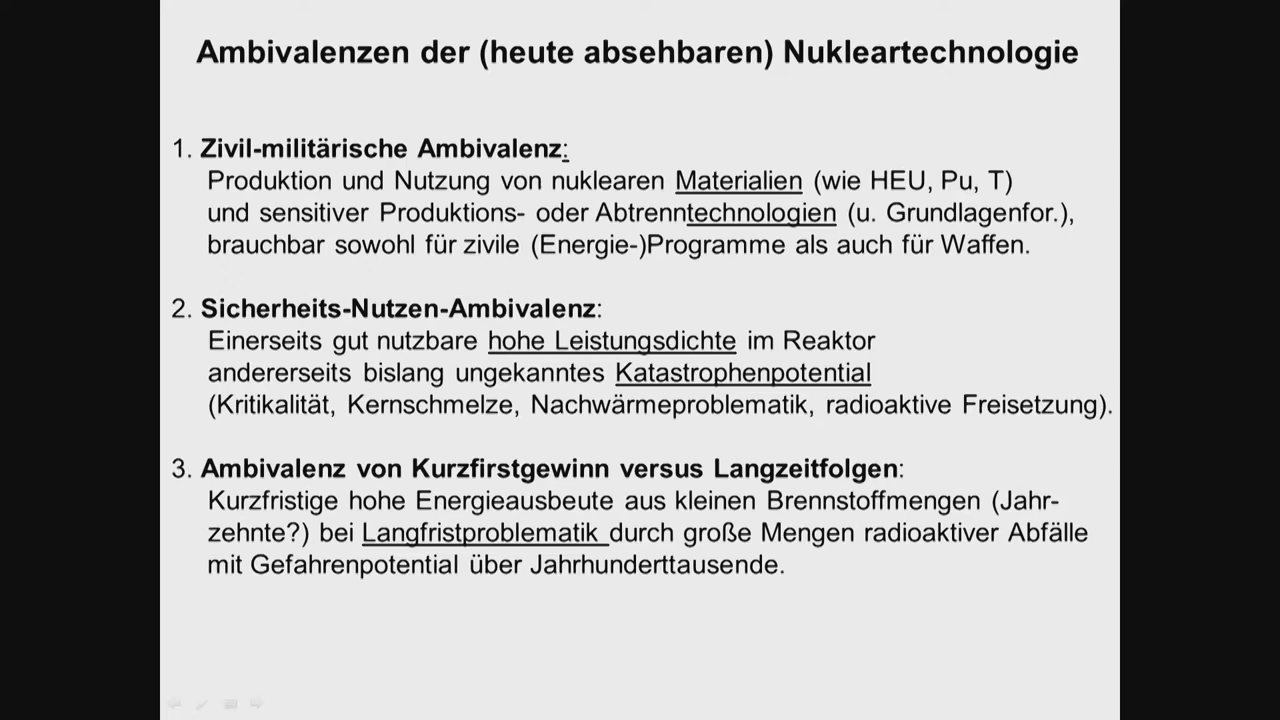 Ambivalenzen der (heute absehbaren) Nukleartechnologie
1. Zivil-militärische Ambivalenz:
Produktion und Nutzung von nuklearen Materialien (wie HEU, Pu, T)
und sensitiver Produktions- oder Abtrenntechnologien (u. Grundlagenfor.),
brauchbar sowohl für zivile (Energie-)Programme als auch für Waffen.
2. Sicherheits-Nutzen-Ambivalenz:
Einerseits gut nutzbare hohe Leistungsdichte im Reaktor
andererseits bislang ungekanntes Katastrophenpotential
(Kritikalität, Kernschmelze, Nachwärmeproblematik, radioaktive Freisetzung).
3. Ambivalenz von Kurzfirstgewinn versus Langzeitfolgen:
Kurzfristige hohe Energieausbeute aus kleinen Brennstoffmengen (Jahr-
zehnte?) bei Langfristproblematik durch große Mengen radioaktiver Abfälle
mit Gefahrenpotential über Jahrhunderttausende.